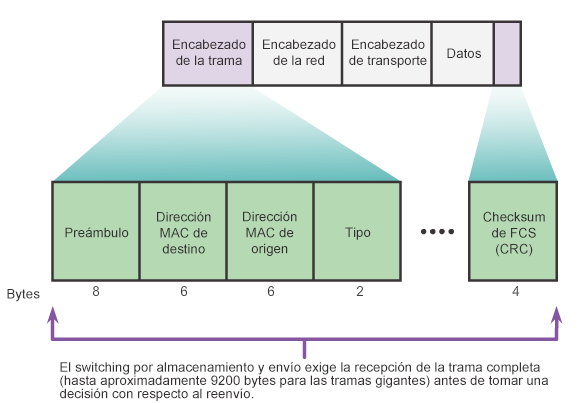 Encabezado
de la trama
Encabezado
de la red
Encabezado
de transporte
Datos
Preámbulo
Dirección
MAC de
destino
Dirección
MAC de
origen
Tipo
Checksum
de FCS
(CRC)
Bytes
8
6
6
2
4
El switching por almacenamiento y envío exige la recepción de la trama completa
(hasta aproximadamente 9200 bytes para las tramas gigantes) antes de tomar una
decisión con respecto al reenvío.